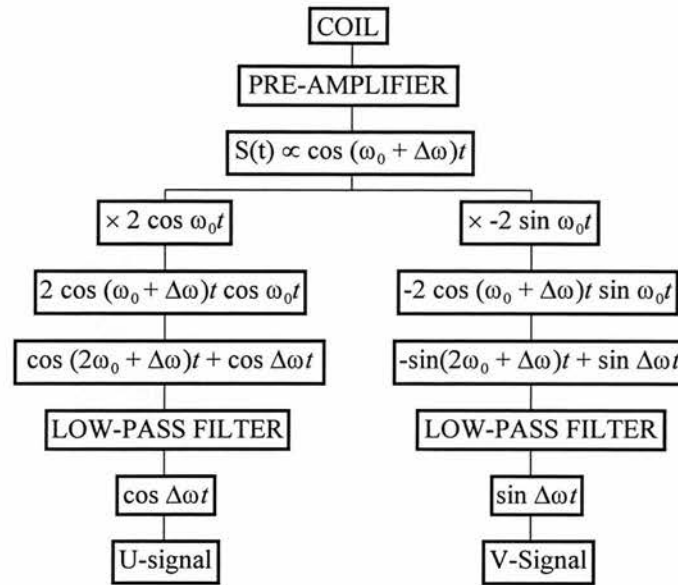 COIL
PRE-AMPLIFIER
S(t) ∝ cos (ω₀ + Δω)t
× 2 cos ω₀t
× -2 sin ω₀t
2 cos (ω₀ + Δω)t cos ω₀t
-2 cos (ω₀ + Δω)t sin ω₀t
cos (2ω₀ + Δω)t + cos Δωt
-sin(2ω₀ + Δω)t + sin Δωt
LOW-PASS FILTER
LOW-PASS FILTER
cos Δωt
sin Δωt
U-signal
V-Signal